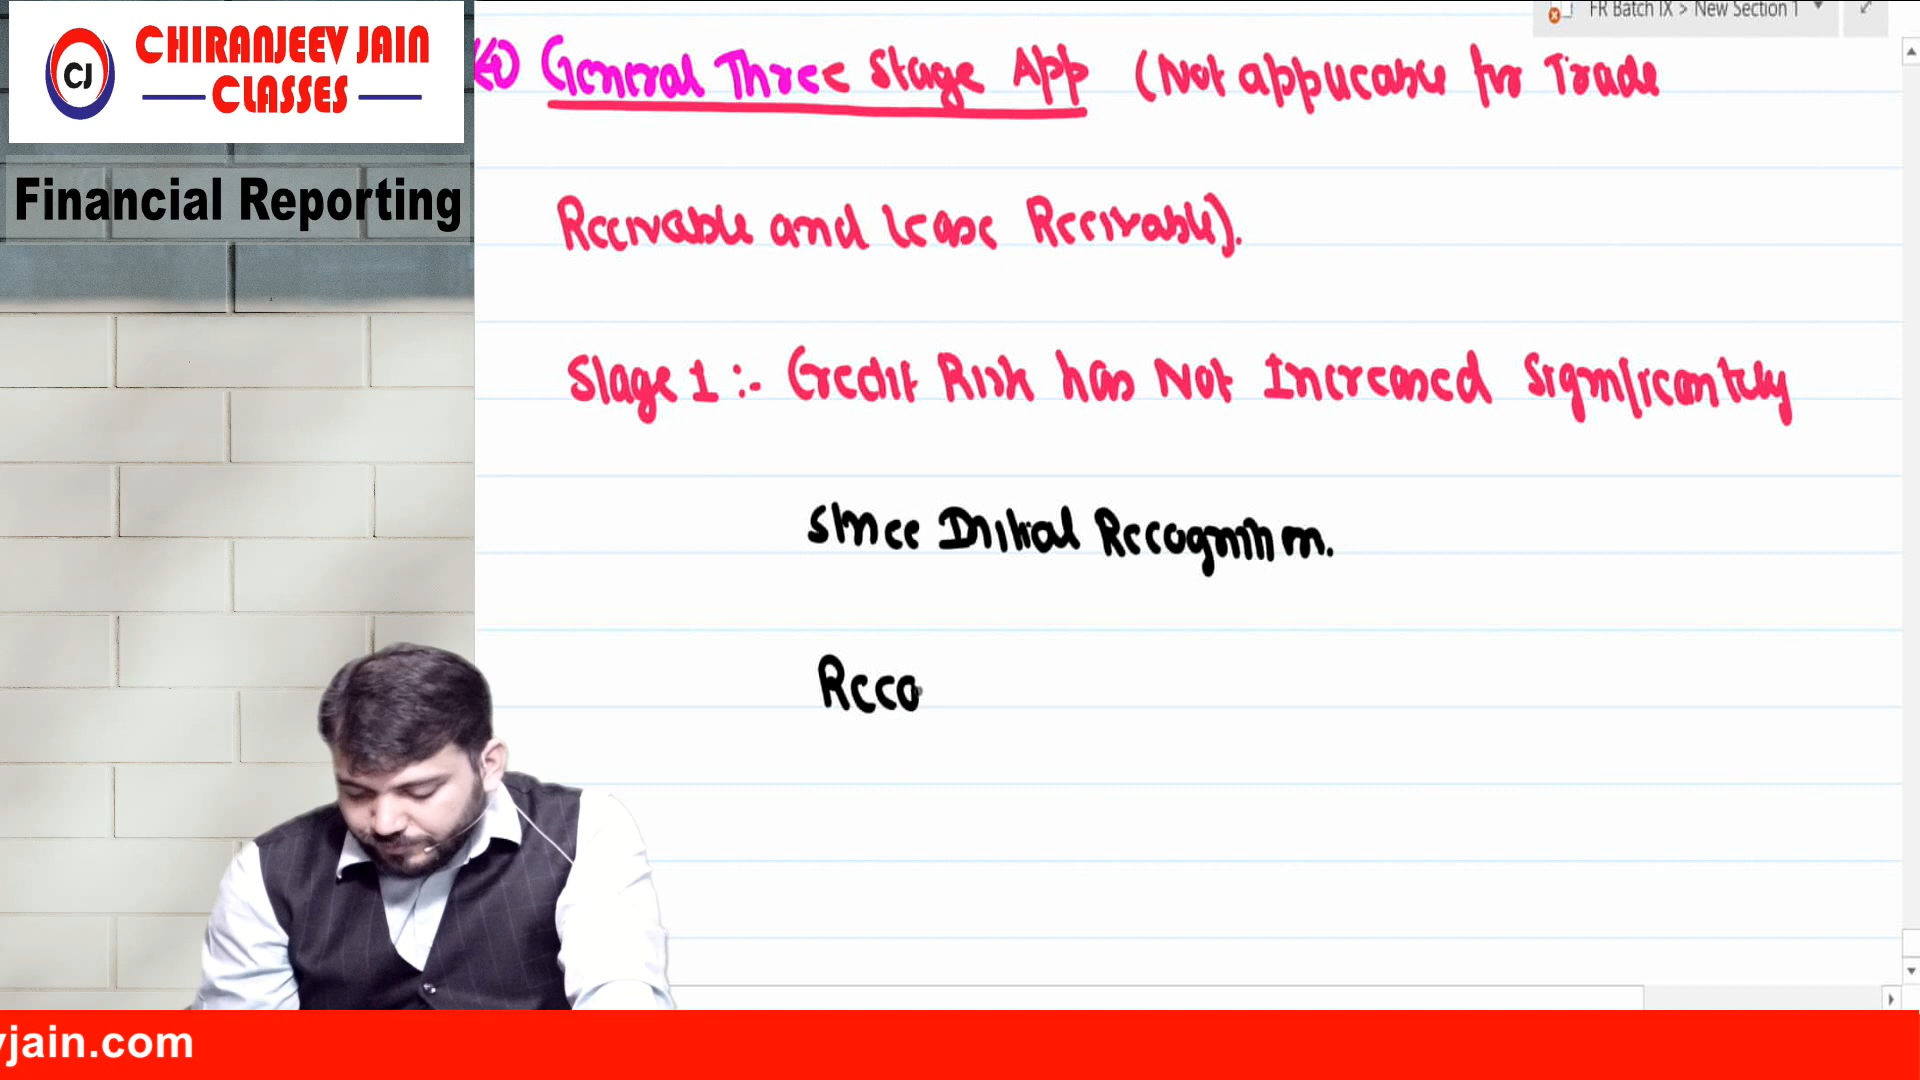 CHIRANJEEV JAIN
CLASSES
CJ
Financial Reporting
FR Batch IX > New Section 1
General Three Stage App (Not applicable for Trade
Receivable and lease Receivable).
Stage 1 :- Credit Risk has Not Increased Significantly
since Initial Recognition.
Reco
jain.com